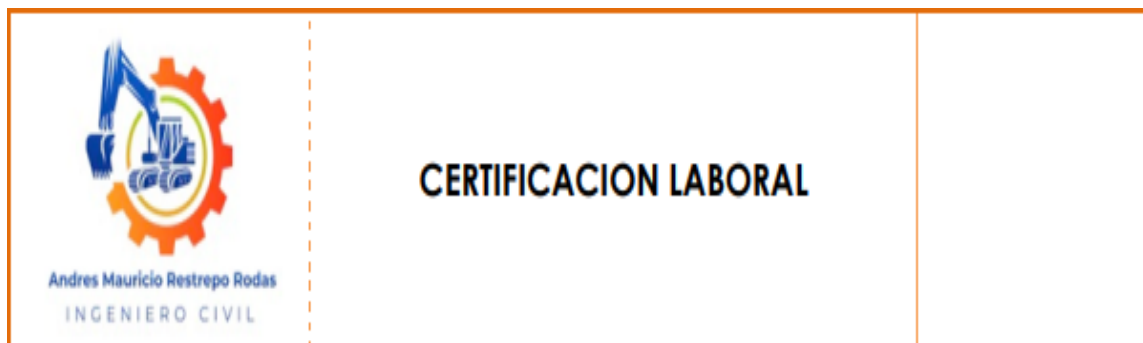 Andres Mauricio Restrepo Rodas
INGENIERO CIVIL
CERTIFICACION LABORAL